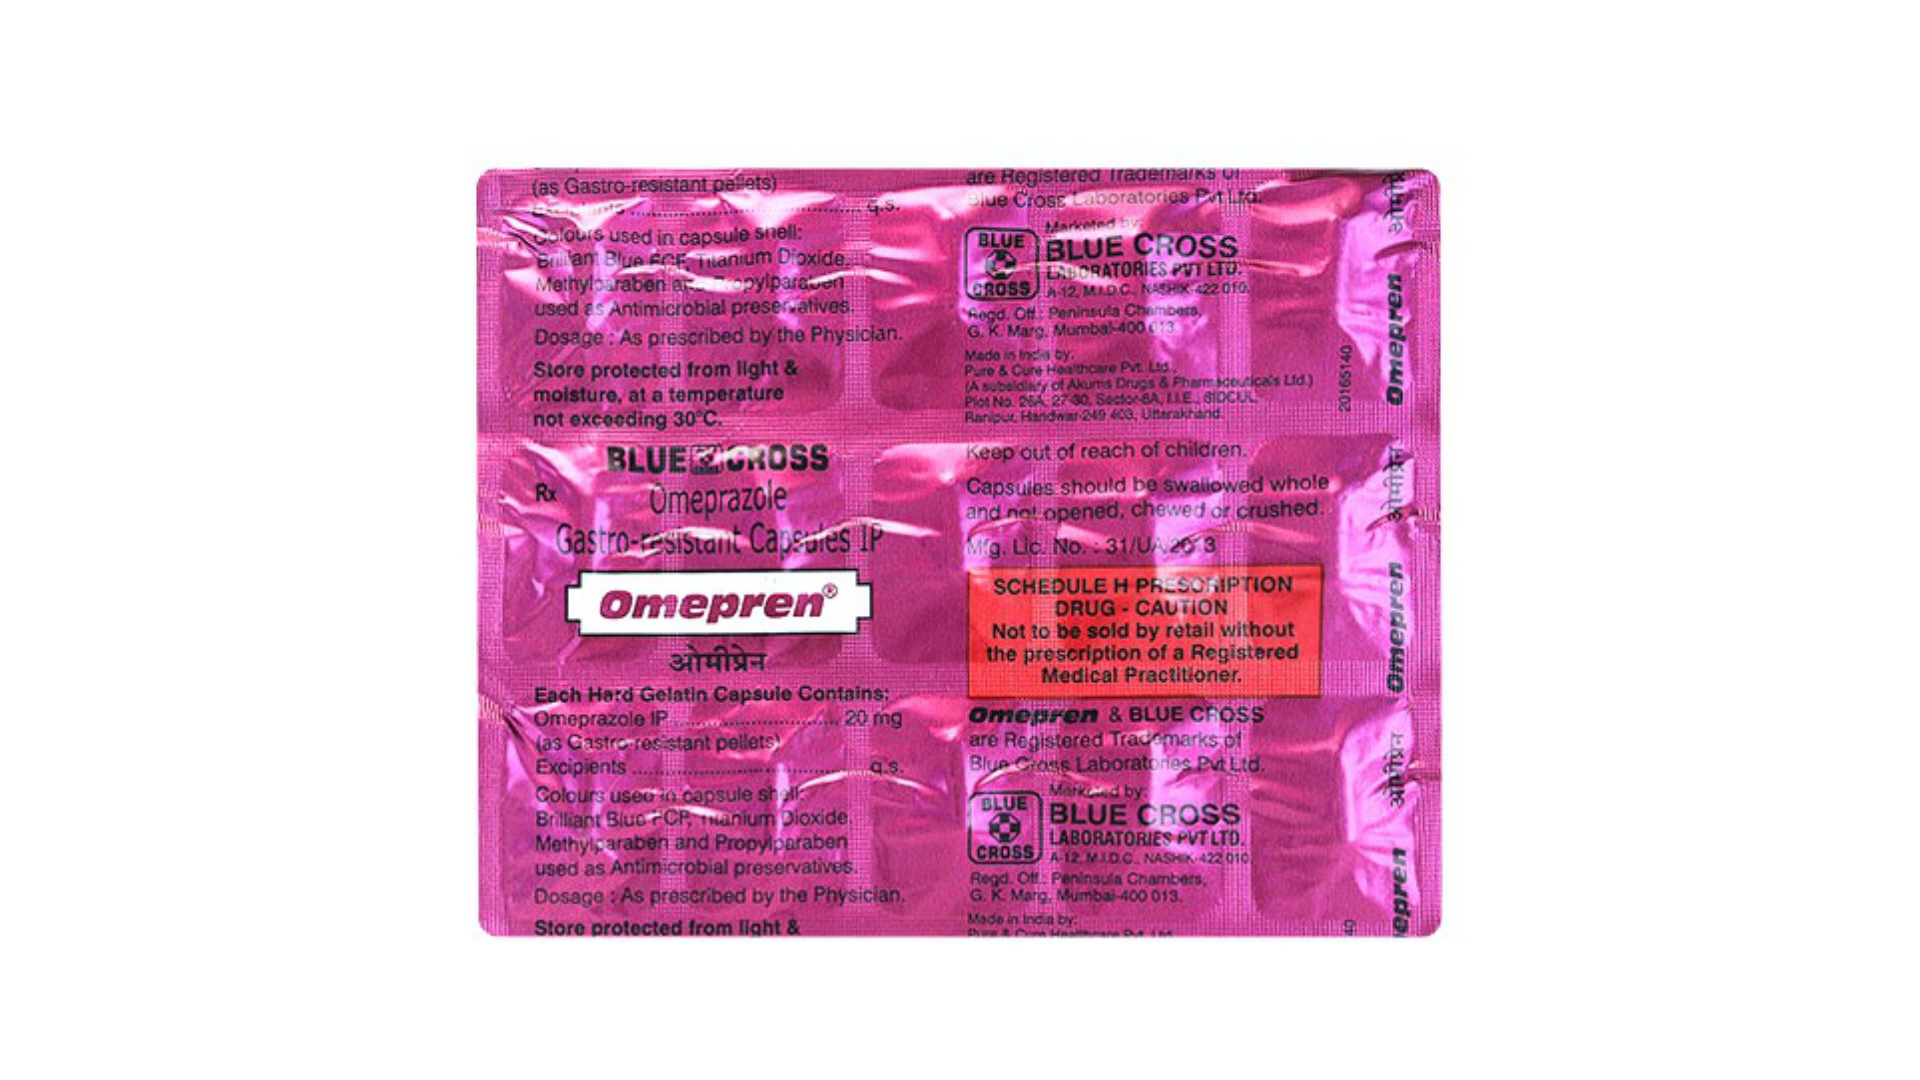 (as Gastro-resistant pellets)
Excipients ........................................ q.s.
Colours used in capsule shell:
Brilliant Blue FCF, Titanium Dioxide.
Methylparaben and Propylparaben
used as Antimicrobial preservatives.
Dosage : As prescribed by the Physician.
Store protected from light &
moisture, at a temperature
not exceeding 30°C.
BLUE CROSS
Rx
Omeprazole
Gastro-resistant Capsules IP
Omepren®
ओमीप्रेन
Each Hard Gelatin Capsule Contains:
Omeprazole IP.............................. 20 mg
(as Gastro-resistant pellets)
Excipients ...................................... q.s.
Colours used in capsule shell:
Brilliant Blue FCF, Titanium Dioxide.
Methylparaben and Propylparaben
used as Antimicrobial preservatives.
Dosage : As prescribed by the Physician.
Store protected from light &
are Registered Trademarks of
Blue Cross Laboratories Pvt Ltd.
Marketed by:
BLUE
CROSS
BLUE CROSS
LABORATORIES PVT LTD.
A-12, M.I.D.C., NASHIK-422 010.
Regd. Off.: Peninsula Chambers,
G. K. Marg, Mumbai-400 013.
Made in India by:
Pure & Cure Healthcare Pvt. Ltd.,
(A subsidiary of Akums Drugs & Pharmaceuticals Ltd.)
Plot No. 26A, 27-30, Sector-8A, I.I.E., SIDCUL,
Ranipur, Haridwar-249 403, Uttarakhand.
Keep out of reach of children.
Capsules should be swallowed whole
and not opened, chewed or crushed.
Mfg. Lic. No. : 31/UA/2013
SCHEDULE H PRESCRIPTION
DRUG - CAUTION
Not to be sold by retail without
the prescription of a Registered
Medical Practitioner.
Omepren & BLUE CROSS
are Registered Trademarks of
Blue Cross Laboratories Pvt Ltd.
Marketed by:
BLUE
CROSS
BLUE CROSS
LABORATORIES PVT LTD.
A-12, M.I.D.C., NASHIK-422 010
Regd. Off.: Peninsula Chambers,
G. K. Marg, Mumbai-400 013.
Made in India by:
Pure & Cure Healthcare Pvt. Ltd.
20165140
40
Omepren
ओमीप्रेन
Omepren
ओमीप्रेन
epren